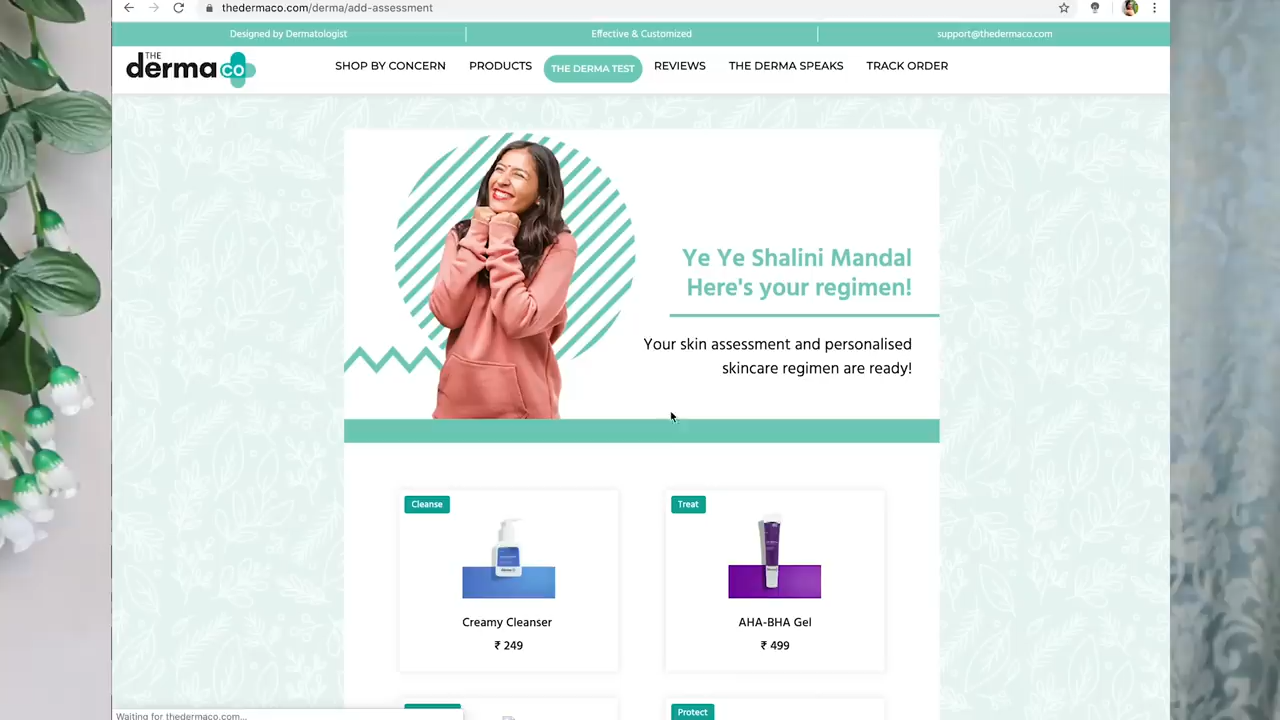 thedermaco.com/derma/add-assessment
Designed by Dermatologist
Effective & Customized
support@thedermaco.com
THE
derma co
SHOP BY CONCERN
PRODUCTS
THE DERMA TEST
REVIEWS
THE DERMA SPEAKS
TRACK ORDER
Ye Ye Shalini Mandal
Here's your regimen!
Your skin assessment and personalised
skincare regimen are ready!
Cleanse
Creamy Cleanser
₹ 249
Treat
AHA-BHA Gel
₹ 499
Protect
Waiting for thedermaco.com...